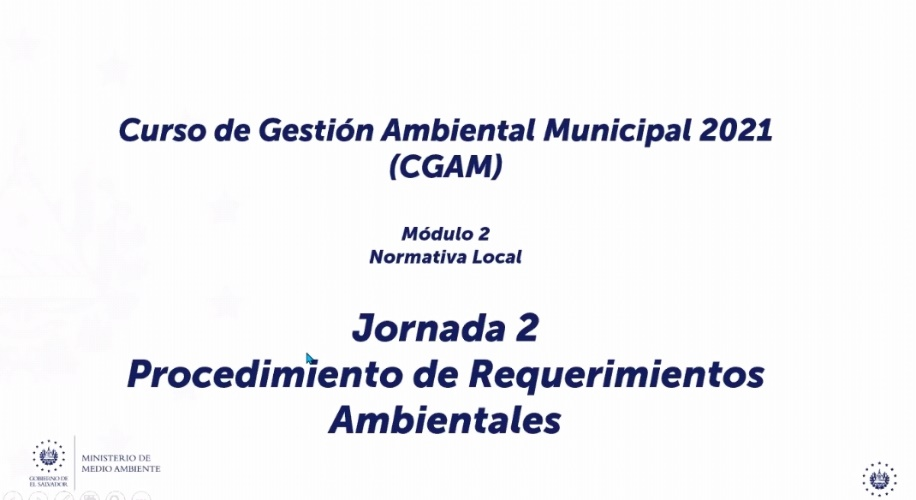 Curso de Gestión Ambiental Municipal 2021
(CGAM)
Módulo 2
Normativa Local
Jornada 2
Procedimiento de Requerimientos
Ambientales
MINISTERIO DE
MEDIO AMBIENTE
GOBIERNO DE
EL SALVADOR